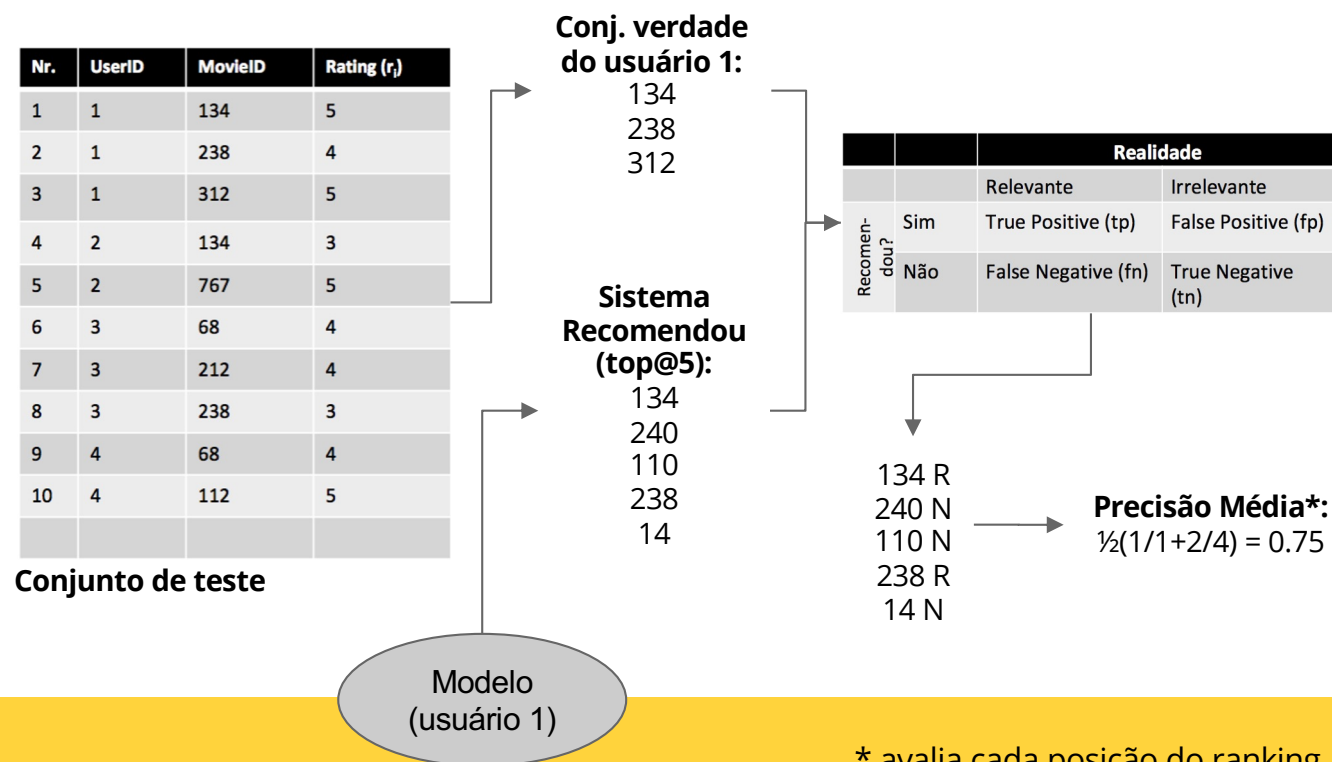 Nr. UserID MovieID Rating (ri)
1 1 134 5
2 1 238 4
3 1 312 5
4 2 134 3
5 2 767 5
6 3 68 4
7 3 212 4
8 3 238 3
9 4 68 4
10 4 112 5
Conjunto de teste
Conj. verdade
do usuário 1:
134
238
312
Sistema
Recomendou
(top@5):
134
240
110
238
14
Modelo
(usuário 1)
Realidade
Relevante Irrelevante
Recomen-
dou?
Sim True Positive (tp) False Positive (fp)
Não False Negative (fn) True Negative
(tn)
134 R
240 N
110 N
238 R
14 N
Precisão Média*:
½(1/1+2/4) = 0.75
* avalia cada posição do ranking